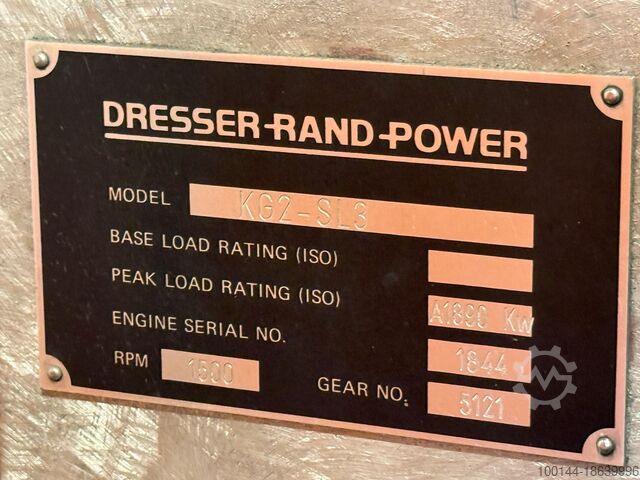 DRESSER-RAND-POWER
MODEL KG2-SL3
BASE LOAD RATING (ISO)
PEAK LOAD RATING (ISO) A1890 Kw
ENGINE SERIAL NO. 1844
RPM 1500 GEAR NO. 5121
100144-18639996